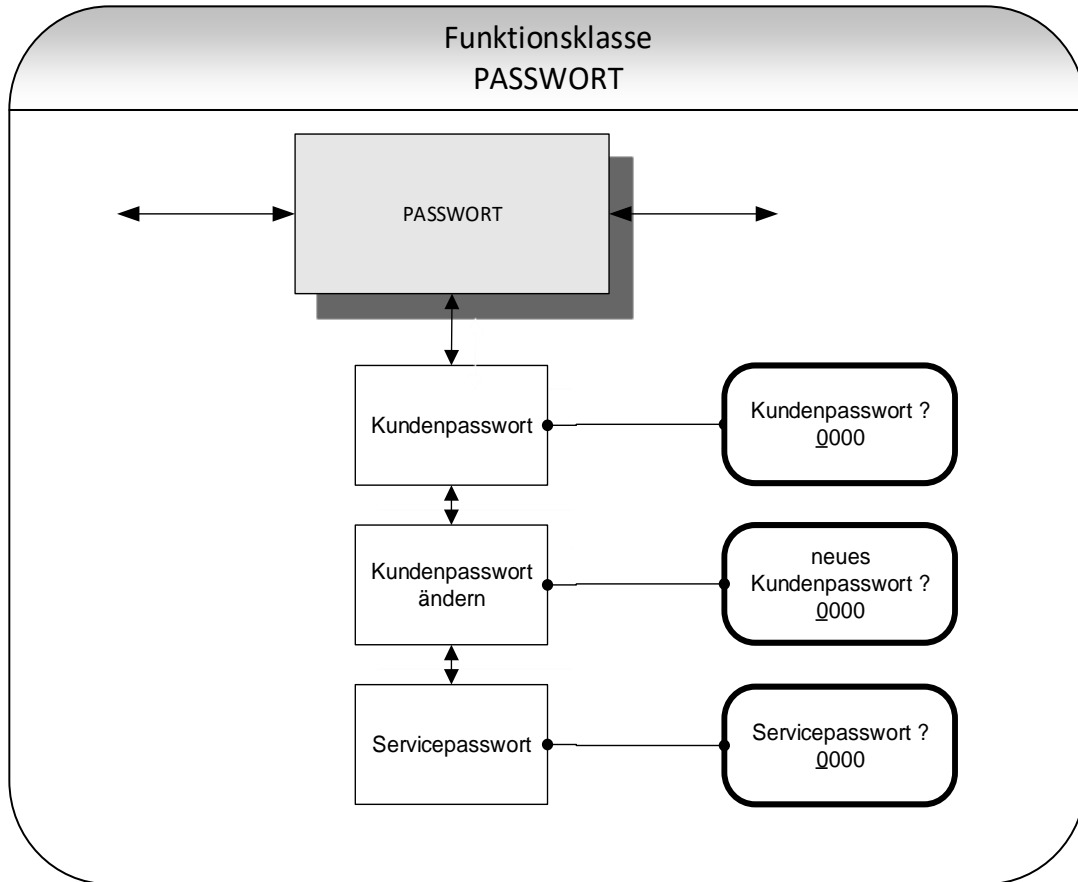 Funktionsklasse
PASSWORT
PASSWORT
Kundenpasswort
Kundenpasswort ?
0000
Kundenpasswort
ändern
neues
Kundenpasswort ?
0000
Servicepasswort
Servicepasswort ?
0000